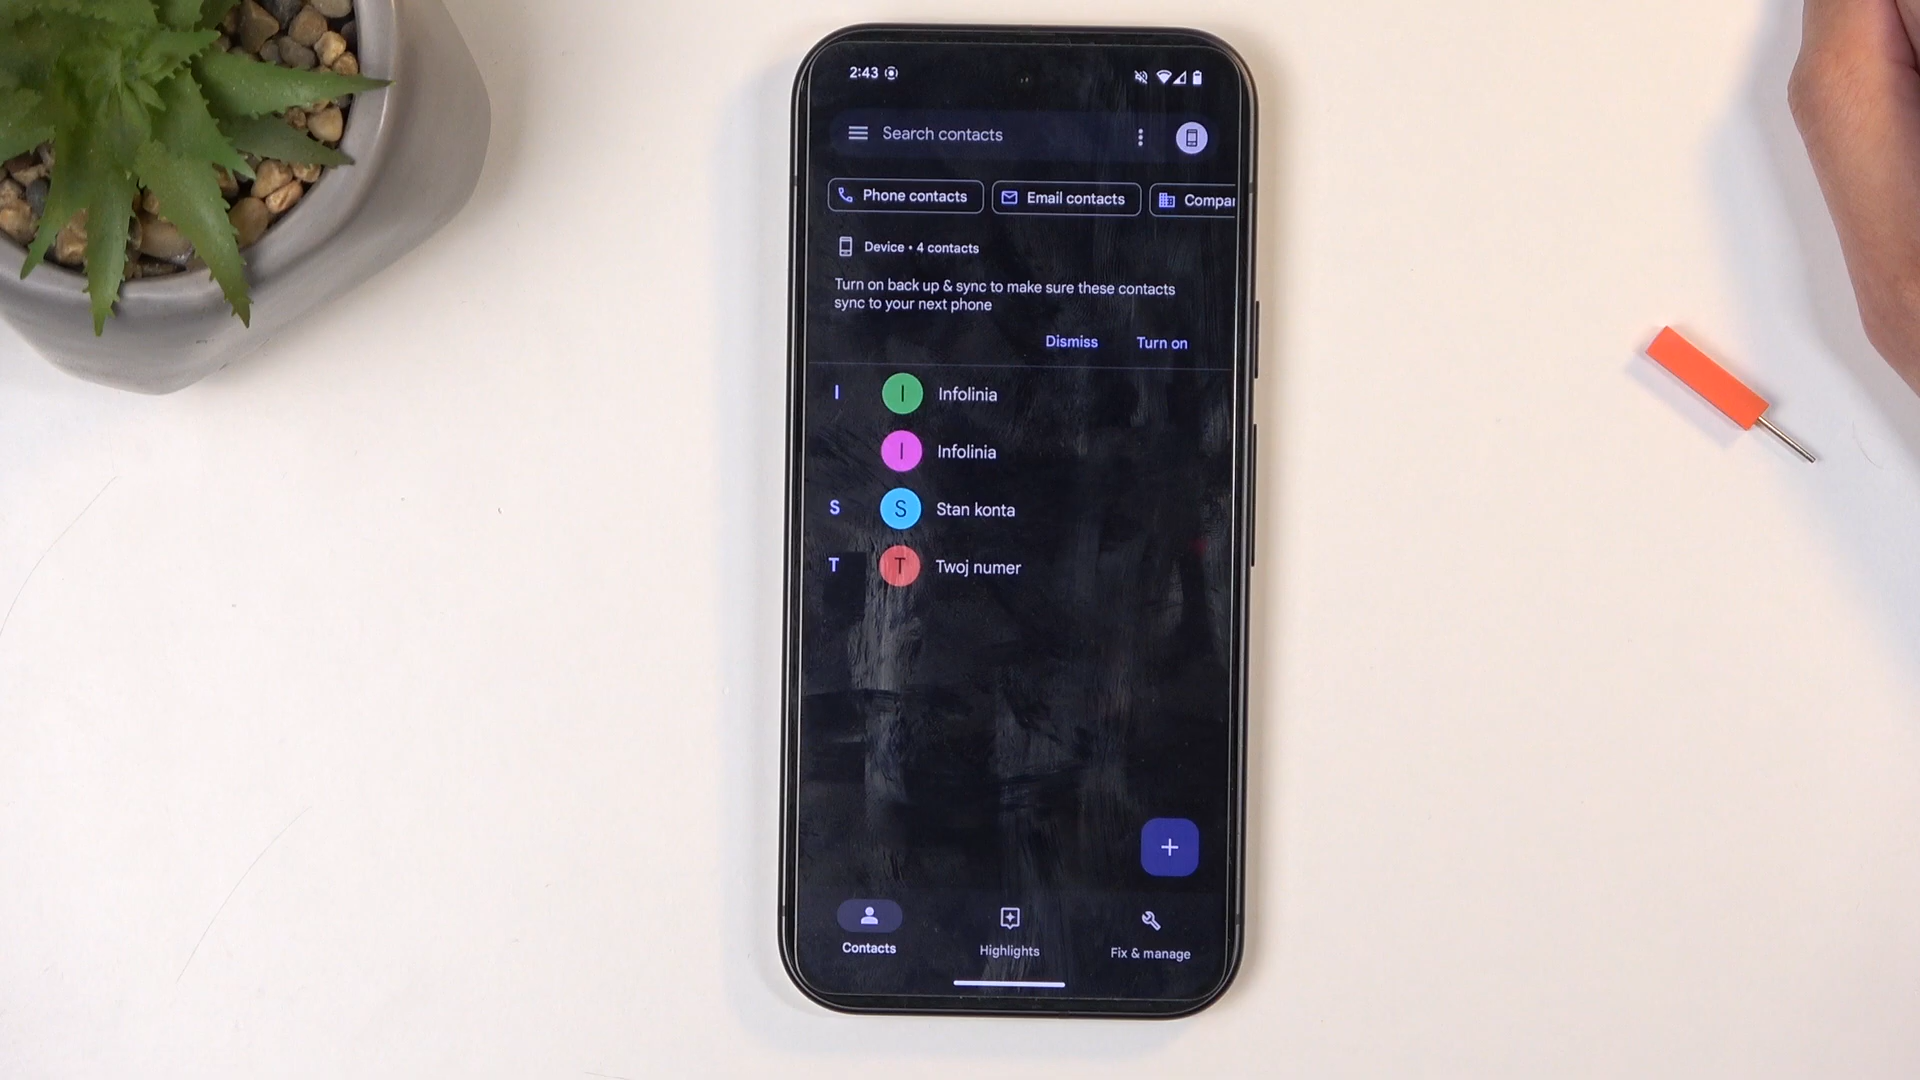 2:43
Search contacts
Phone contacts
Email contacts
Compar
Device • 4 contacts
Turn on back up & sync to make sure these contacts
sync to your next phone
Dismiss
Turn on
I
I
Infolinia
I
Infolinia
S
S
Stan konta
T
T
Twoj numer
Contacts
Highlights
Fix & manage